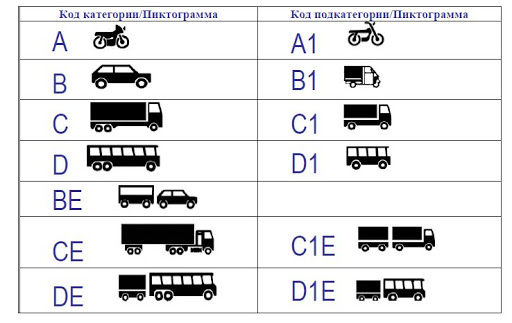 Код категории/Пиктограмма Код подкатегории/Пиктограмма
A A1
B B1
C C1
D D1
BE
CE C1E
DE D1E